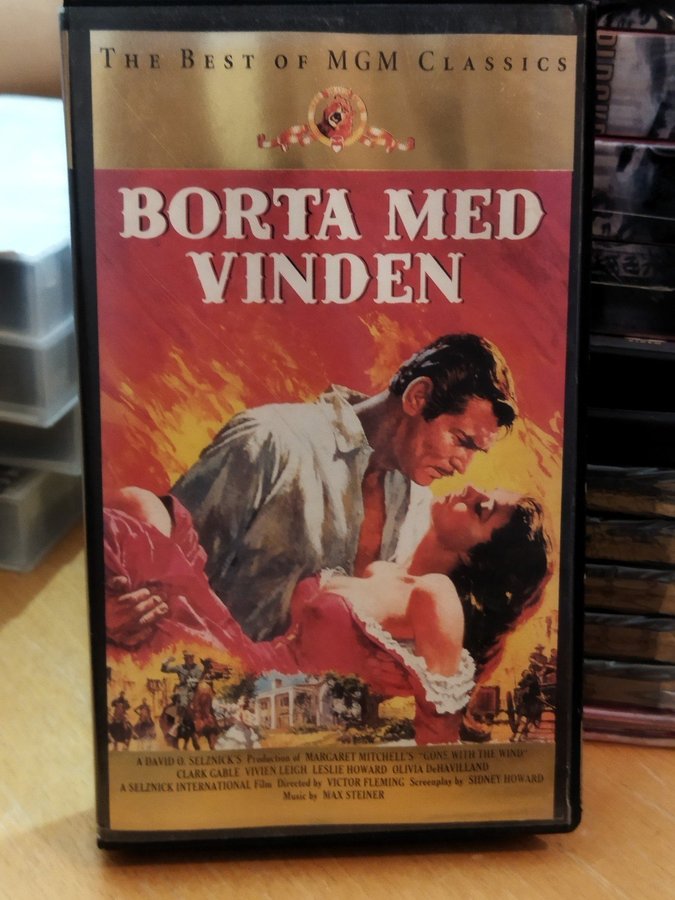 THE BEST OF MGM CLASSICS
BORTA MED
VINDEN
A DAVID O. SELZNICK'S Production of MARGARET MITCHELL'S "GONE WITH THE WIND"
CLARK GABLE VIVIEN LEIGH LESLIE HOWARD OLIVIA DeHAVILLAND
A SELZNICK INTERNATIONAL Film Directed by VICTOR FLEMING Screenplay by SIDNEY HOWARD
Music by MAX STEINER